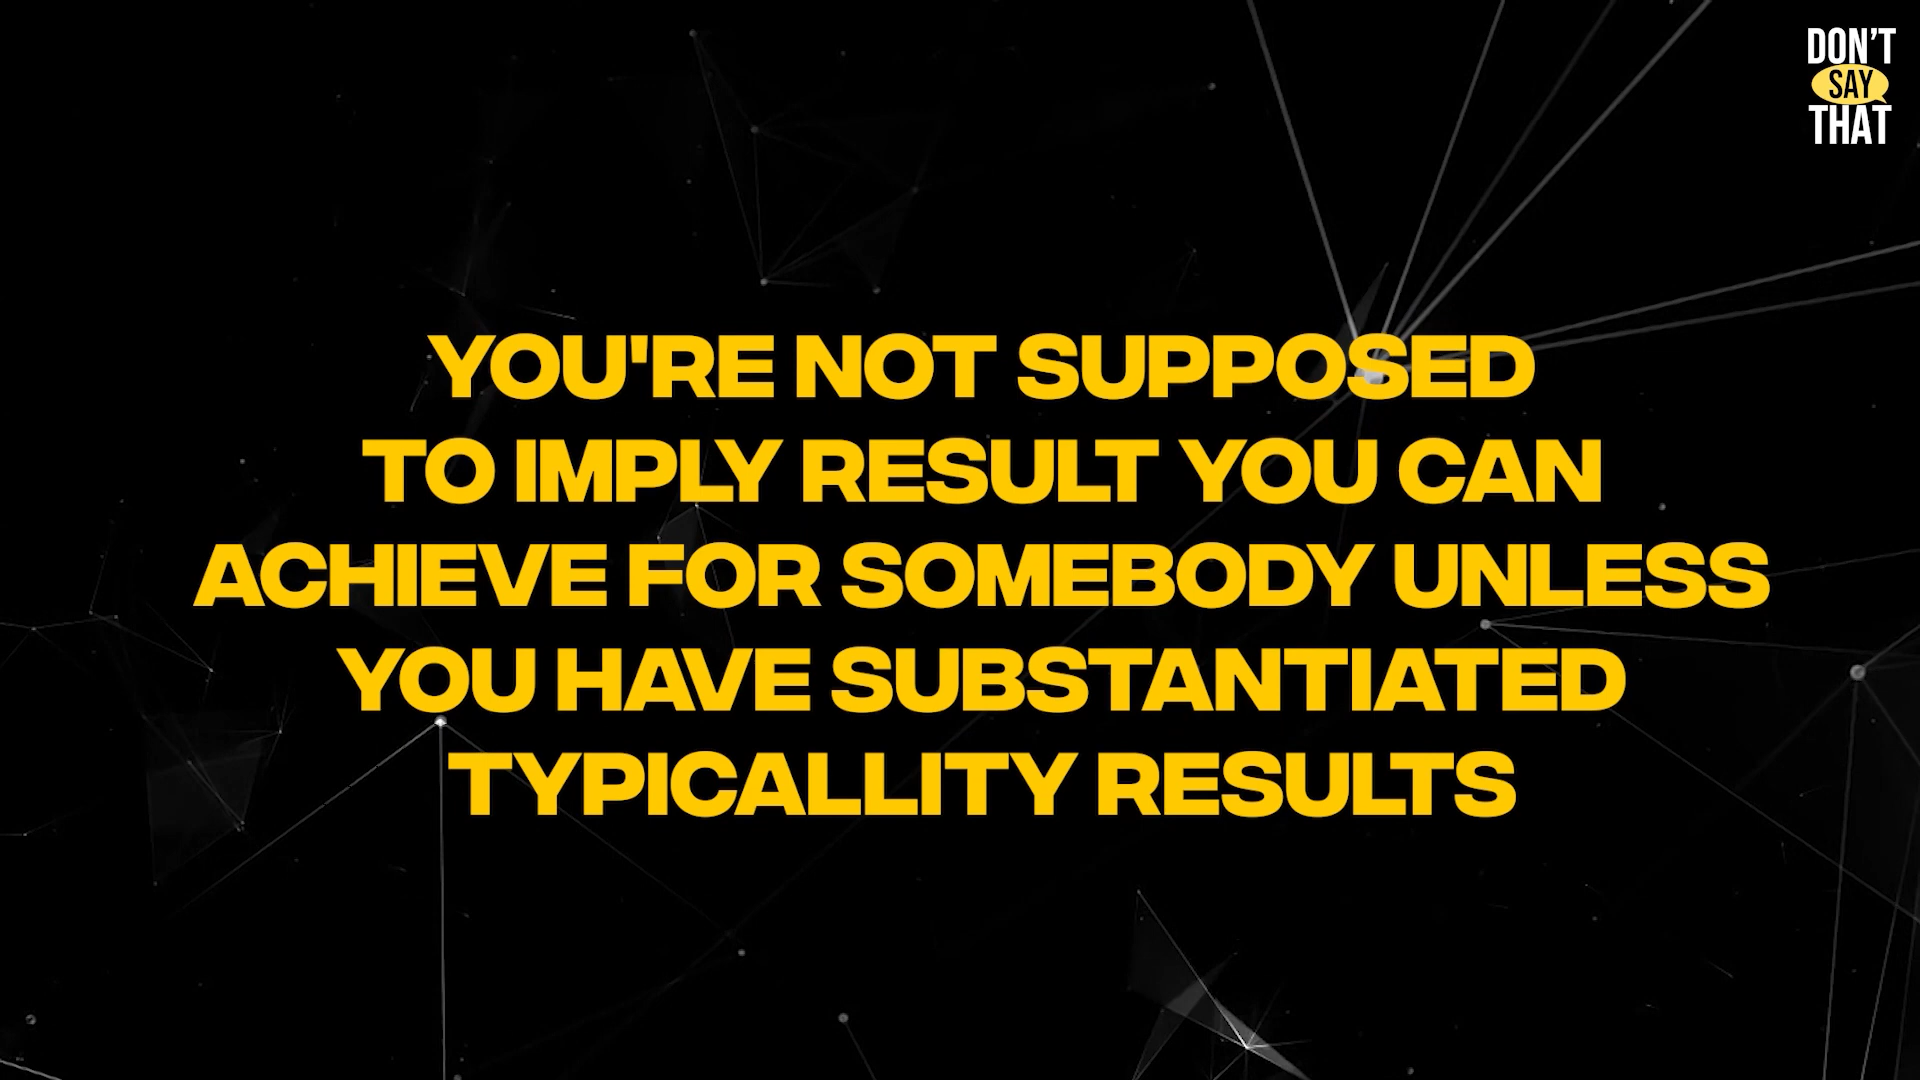 DON'T
SAY
THAT
YOU'RE NOT SUPPOSED
TO IMPLY RESULT YOU CAN
ACHIEVE FOR SOMEBODY UNLESS
YOU HAVE SUBSTANTIATED
TYPICALLITY RESULTS